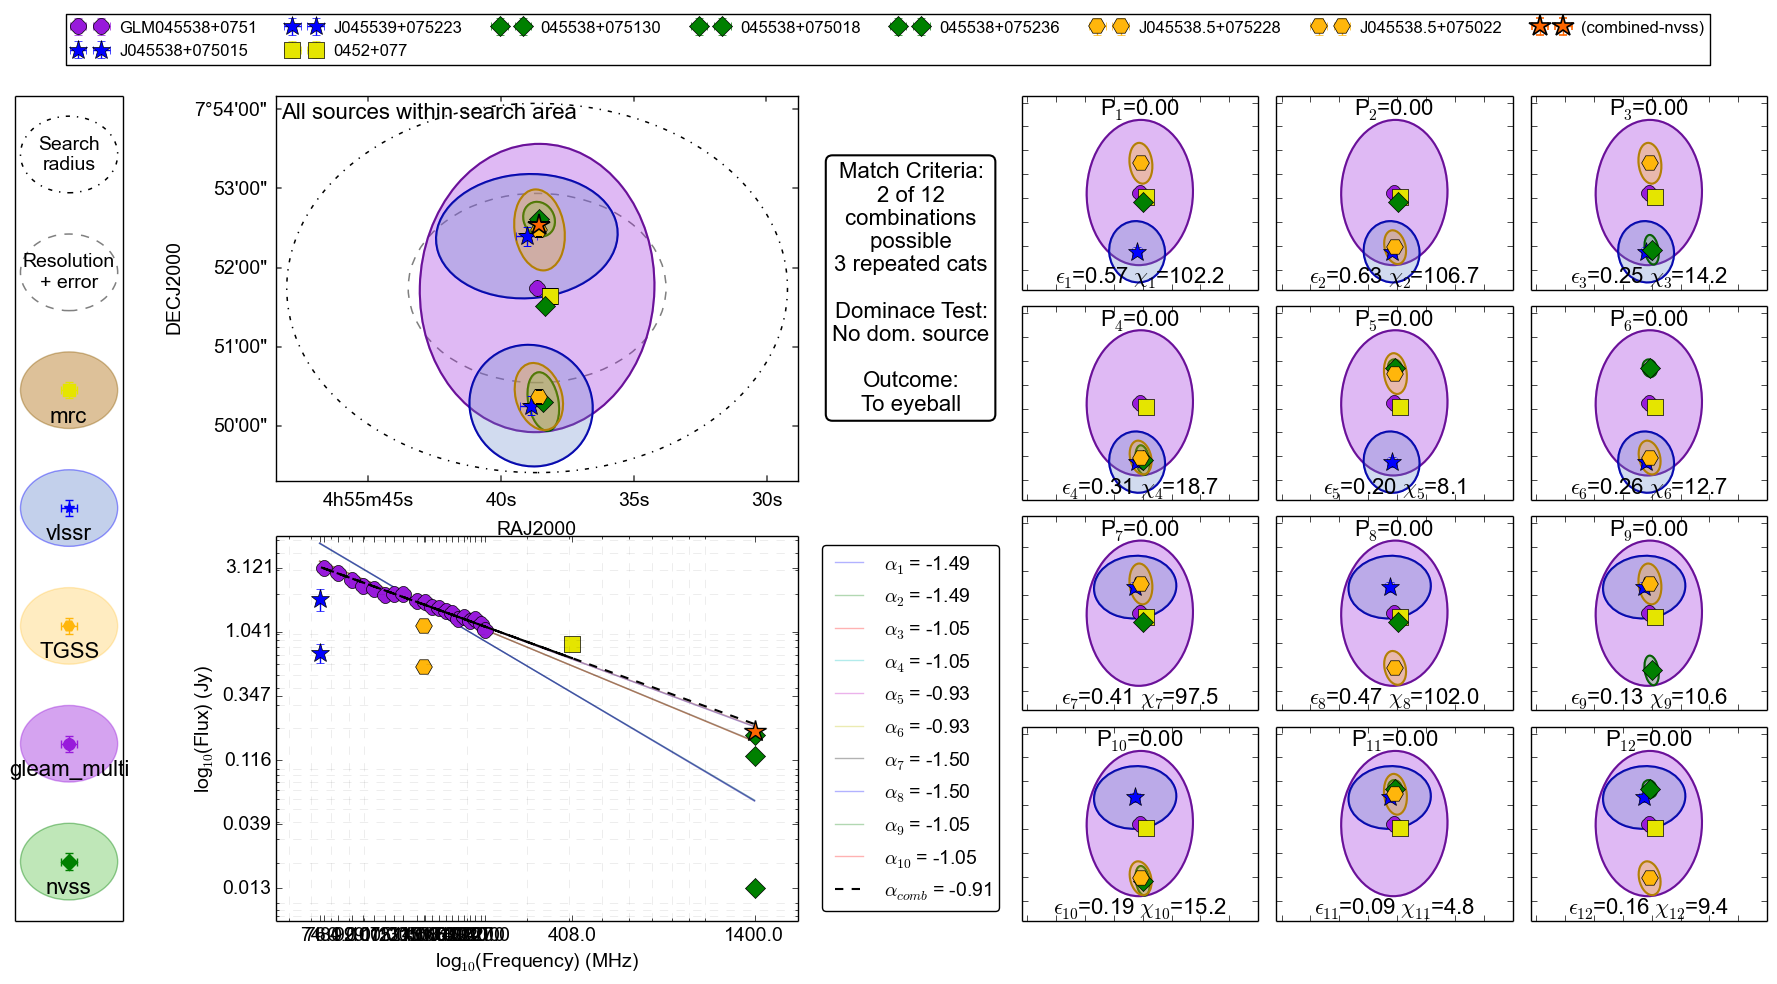 GLM045538+0751 J045539+075223 045538+075130 045538+075018 045538+075236 J045538.5+075228 J045538.5+075022 (combined-nvss)
J045538+075015 0452+077
Search
radius
Resolution
+ error
mrc
vlssr
TGSS
gleam_multi
nvss
All sources within search area
7°54'00"
53'00"
52'00"
51'00"
50'00"
DECJ2000
4h55m45s 40s 35s 30s
RAJ2000
Match Criteria:
2 of 12
combinations
possible
3 repeated cats
Dominace Test:
No dom. source
Outcome:
To eyeball
3.121
1.041
0.347
0.116
0.039
0.013
log10(Flux) (Jy)
408.0 1400.0
log10(Frequency) (MHz)
α1 = -1.49
α2 = -1.49
α3 = -1.05
α4 = -1.05
α5 = -0.93
α6 = -0.93
α7 = -1.50
α8 = -1.50
α9 = -1.05
α10 = -1.05
αcomb = -0.91
P1=0.00
ϵ1=0.57 χ1=102.2
P2=0.00
ϵ2=0.63 χ2=106.7
P3=0.00
ϵ3=0.25 χ3=14.2
P4=0.00
ϵ4=0.31 χ4=18.7
P5=0.00
ϵ5=0.20 χ5=8.1
P6=0.00
ϵ6=0.26 χ6=12.7
P7=0.00
ϵ7=0.41 χ7=97.5
P8=0.00
ϵ8=0.47 χ8=102.0
P9=0.00
ϵ9=0.13 χ9=10.6
P10=0.00
ϵ10=0.19 χ10=15.2
P11=0.00
ϵ11=0.09 χ11=4.8
P12=0.00
ϵ12=0.16 χ12=9.4